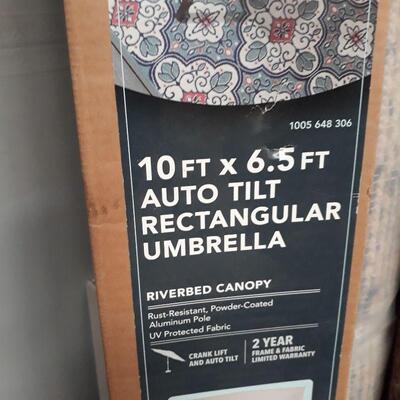 1005 648 306
10 FT x 6.5 FT
AUTO TILT
RECTANGULAR
UMBRELLA
RIVERBED CANOPY
Rust-Resistant, Powder-Coated
Aluminum Pole
UV Protected Fabric
CRANK LIFT
AND AUTO TILT
2 YEAR
FRAME & FABRIC
LIMITED WARRANTY